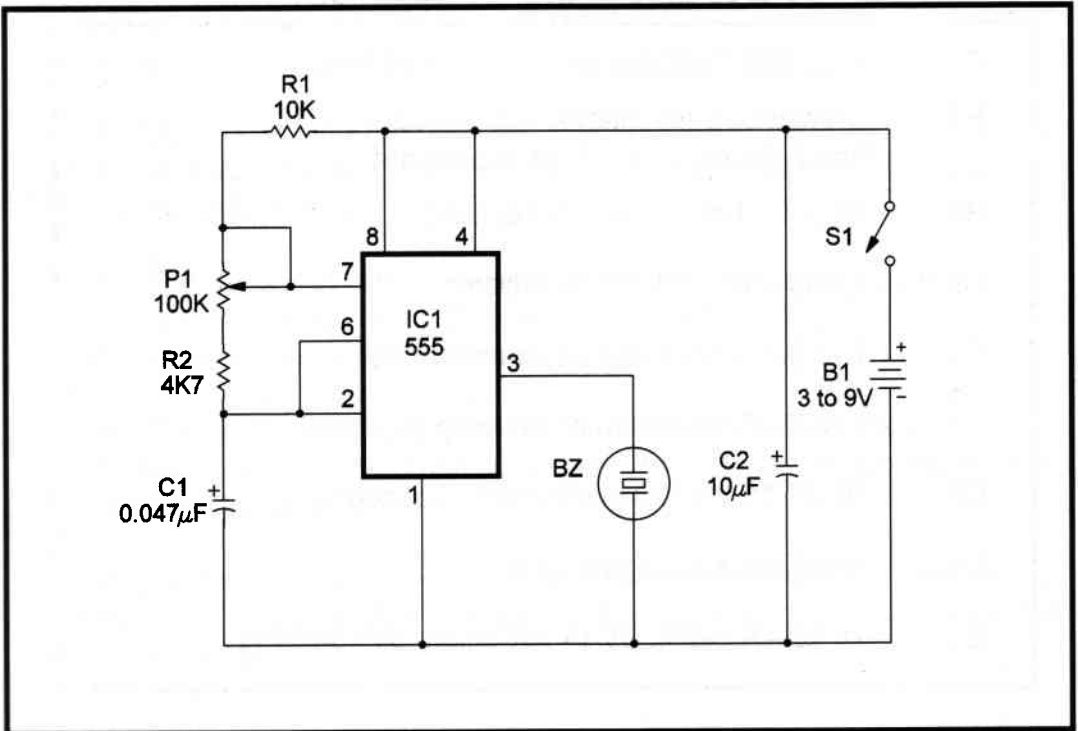 R1
10K
8
4
S1
P1
100K
7
IC1
555
6
R2
4K7
3
+
B1
3 to 9V
-
2
BZ
C2
+
10μF
C1
+
0.047μF
1